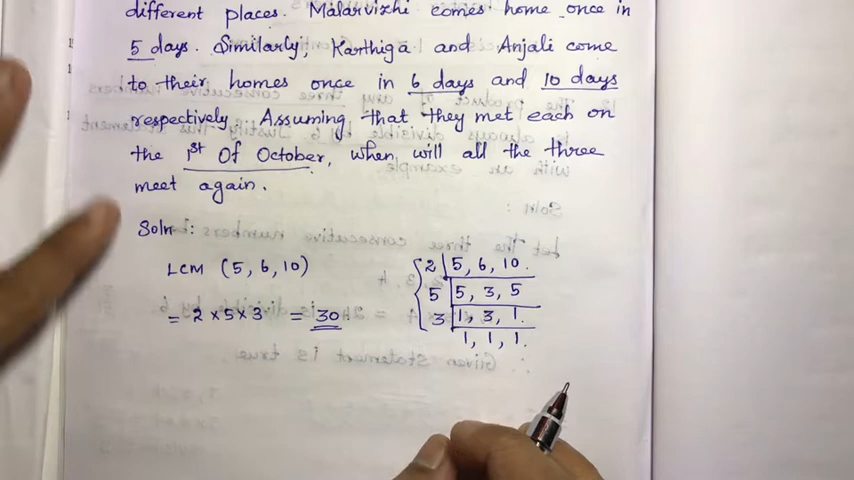 different places. Malarvizhi comes home once in
5 days. Similarly, Karthiga and Anjali come
to their homes once in 6 days and 10 days
respectively. Assuming that they met each on
the 1st Of October, when will all the three
meet again.
Soln :
LCM (5, 6, 10)
= 2 × 5 × 3 = 30
2 | 5, 6, 10.
5 | 5, 3, 5
3 | 1, 3, 1.
1, 1, 1.